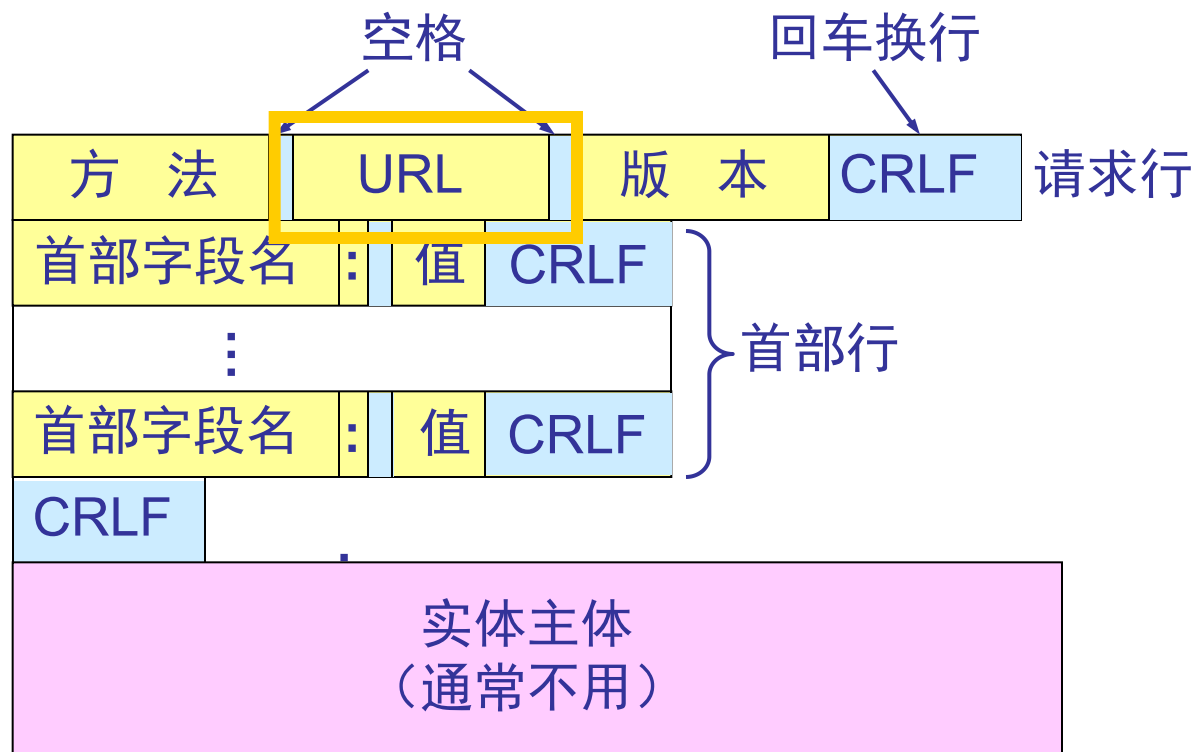 空格 回车换行
方 法 URL 版 本 CRLF 请求行
首部字段名 : 值 CRLF
⋮
首部行
首部字段名 : 值 CRLF
CRLF
实体主体
（通常不用）